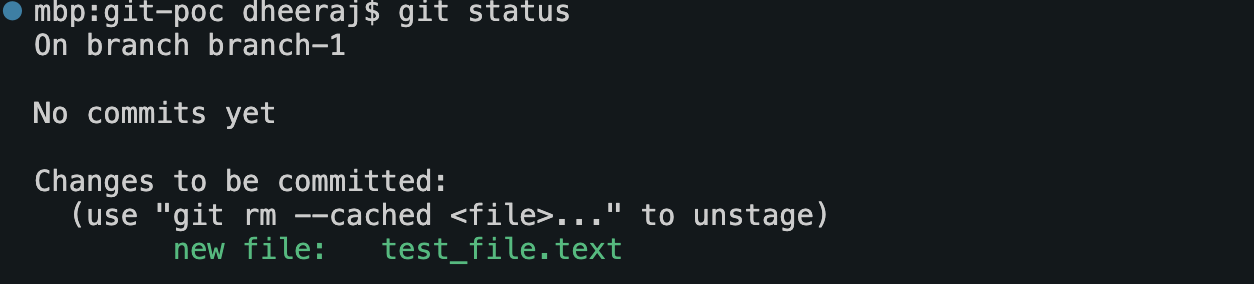 mbp:git-poc dheeraj$ git status
On branch branch-1
No commits yet
Changes to be committed:
(use "git rm --cached <file>..." to unstage)
new file: test_file.text